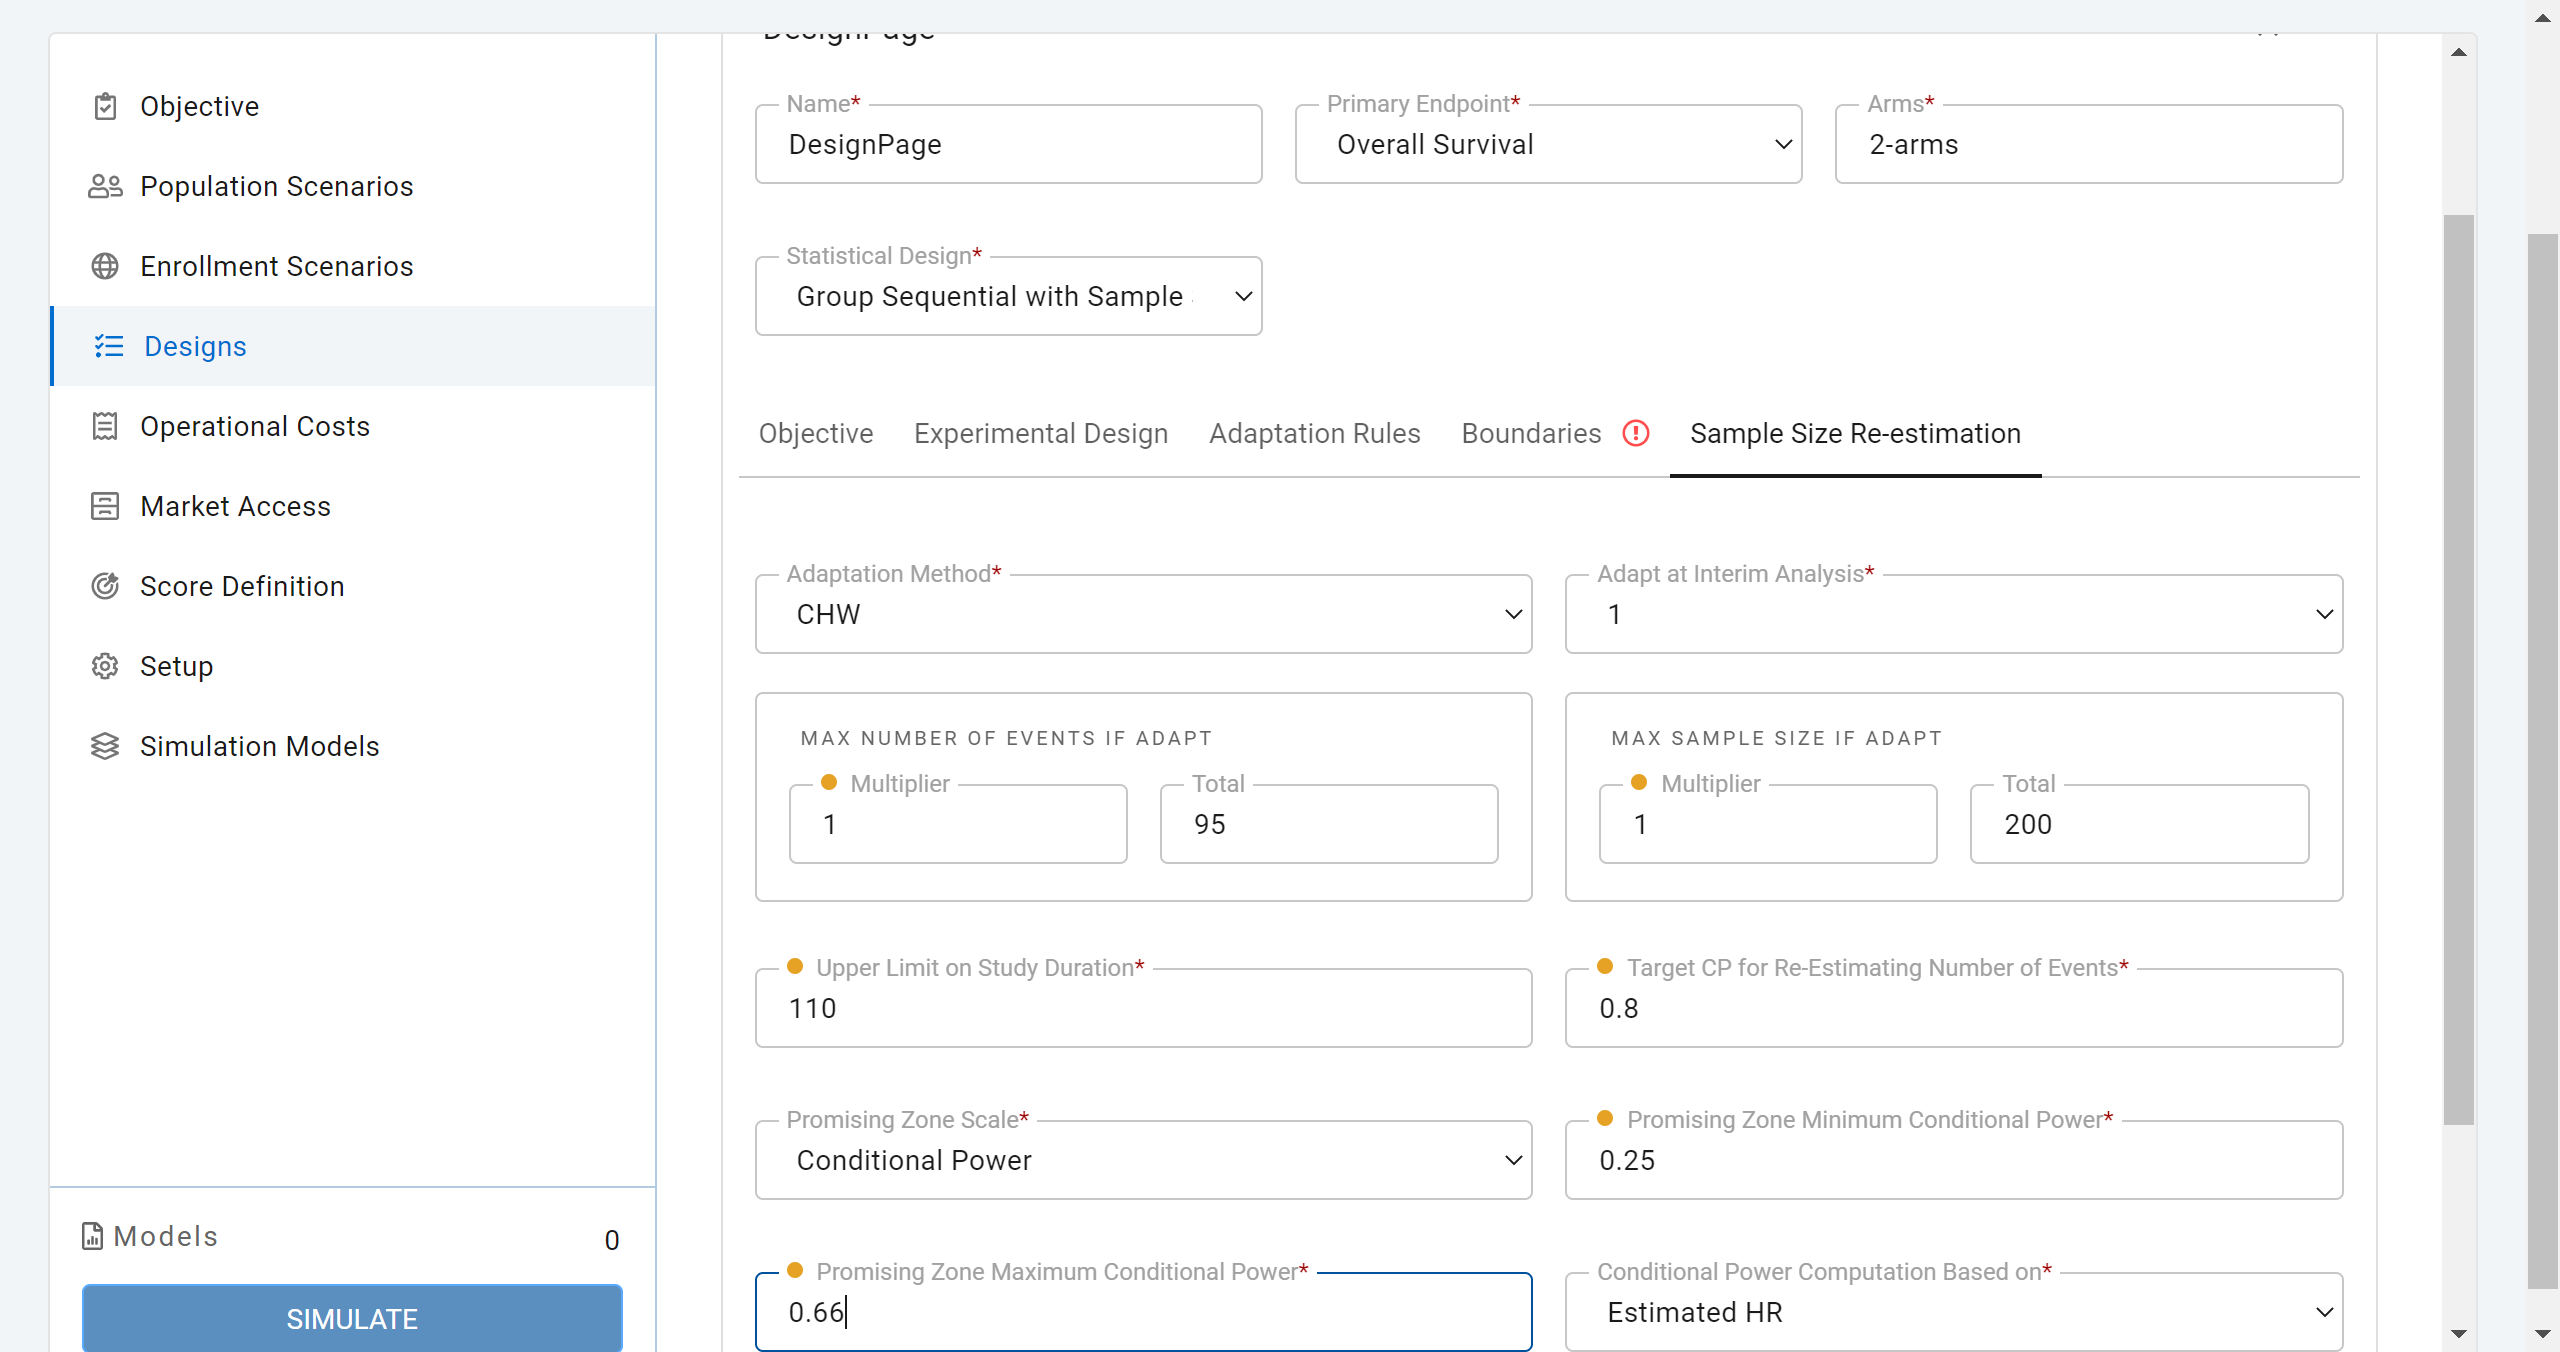 DesignPage
Objective
Population Scenarios
Enrollment Scenarios
Designs
Operational Costs
Market Access
Score Definition
Setup
Simulation Models
Models 0
SIMULATE
Name* Primary Endpoint* Arms*
DesignPage Overall Survival 2-arms
Statistical Design*
Group Sequential with Sample
Objective Experimental Design Adaptation Rules Boundaries Sample Size Re-estimation
Adaptation Method* Adapt at Interim Analysis*
CHW 1
MAX NUMBER OF EVENTS IF ADAPT MAX SAMPLE SIZE IF ADAPT
Multiplier Total Multiplier Total
1 95 1 200
Upper Limit on Study Duration* Target CP for Re-Estimating Number of Events*
110 0.8
Promising Zone Scale* Promising Zone Minimum Conditional Power*
Conditional Power 0.25
Promising Zone Maximum Conditional Power* Conditional Power Computation Based on*
0.66 Estimated HR